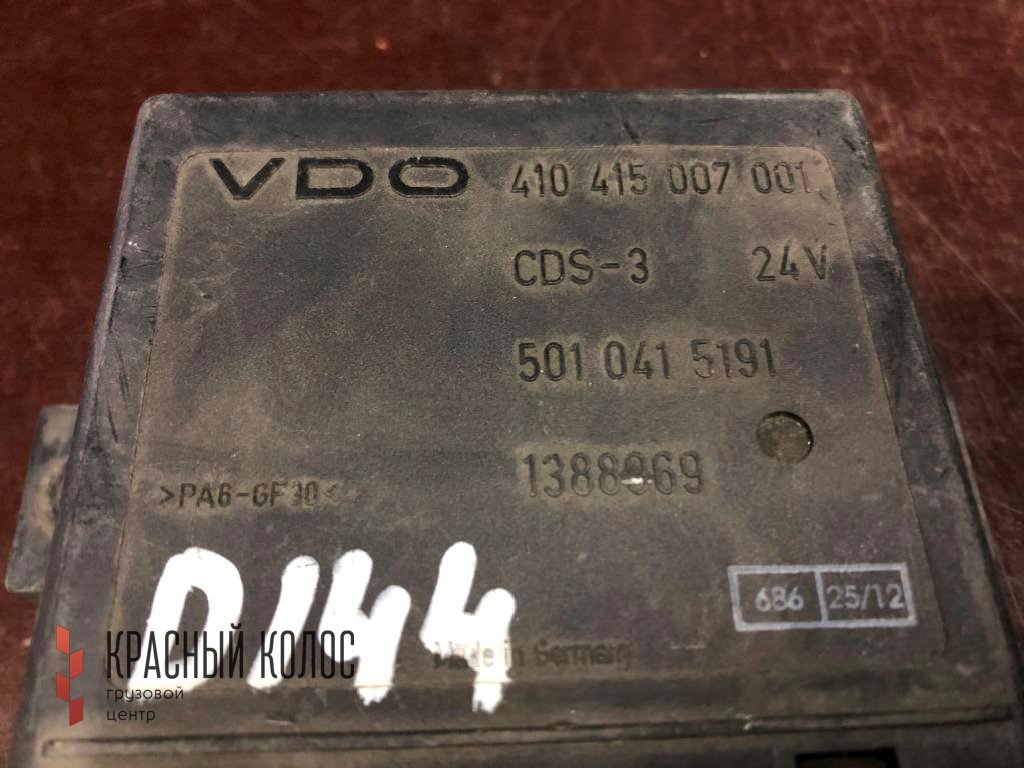 VDO 410 415 007 001
CDS-3 24V
501 041 5191
1388069
>PA6-GF30<
686 25/12
D144
Made in Germany
КРАСНЫЙ КОЛОС
грузовой
центр